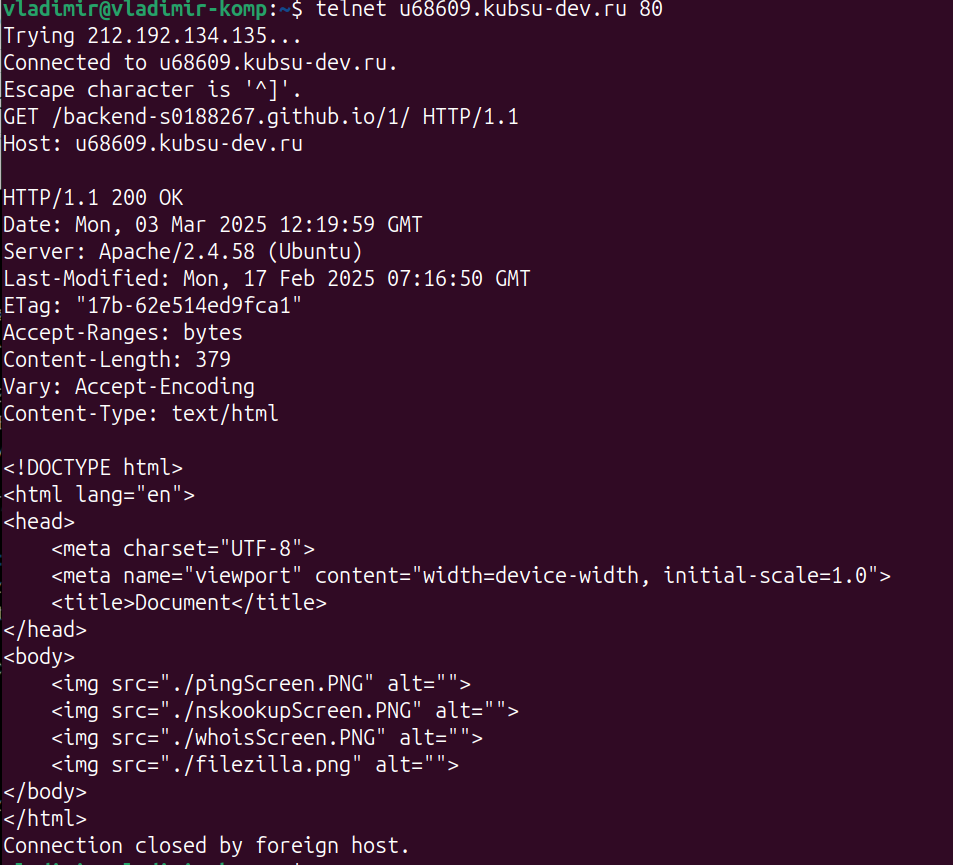 vladimir@vladimir-komp:~$ telnet u68609.kubsu-dev.ru 80
Trying 212.192.134.135...
Connected to u68609.kubsu-dev.ru.
Escape character is '^]'.
GET /backend-s0188267.github.io/1/ HTTP/1.1
Host: u68609.kubsu-dev.ru

HTTP/1.1 200 OK
Date: Mon, 03 Mar 2025 12:19:59 GMT
Server: Apache/2.4.58 (Ubuntu)
Last-Modified: Mon, 17 Feb 2025 07:16:50 GMT
ETag: "17b-62e514ed9fca1"
Accept-Ranges: bytes
Content-Length: 379
Vary: Accept-Encoding
Content-Type: text/html

<!DOCTYPE html>
<html lang="en">
<head>
    <meta charset="UTF-8">
    <meta name="viewport" content="width=device-width, initial-scale=1.0">
    <title>Document</title>
</head>
<body>
    <img src="./pingScreen.PNG" alt="">
    <img src="./nskookupScreen.PNG" alt="">
    <img src="./whoisScreen.PNG" alt="">
    <img src="./filezilla.png" alt="">
</body>
</html>
Connection closed by foreign host.